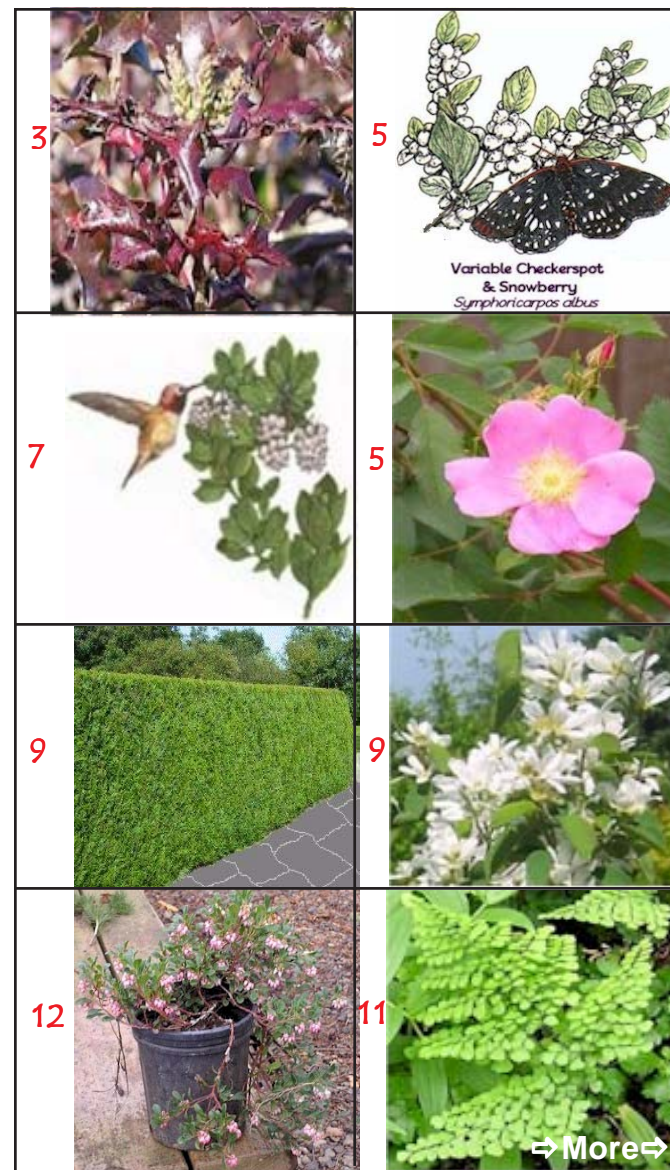 3
5
Variable Checkerspot
& Snowberry
Symphoricarpos albus
7
5
9
9
12
11
⇨More⇨